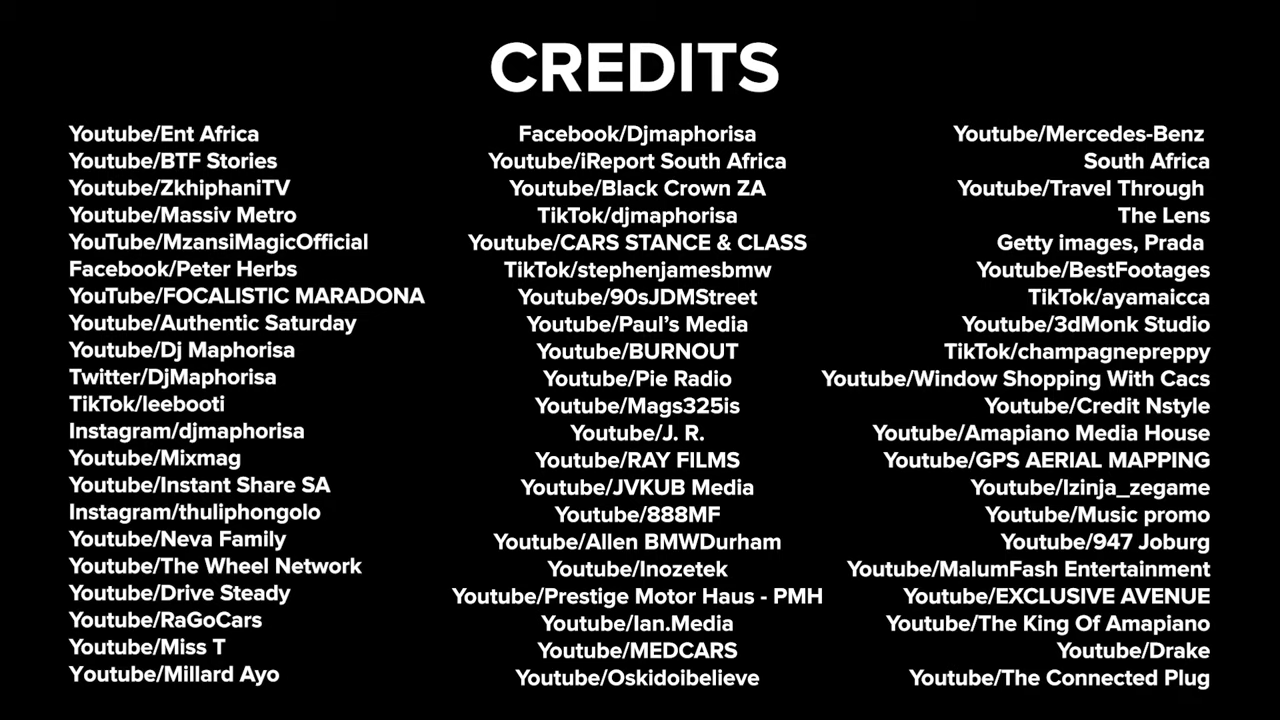 CREDITS
Youtube/Ent Africa
Youtube/BTF Stories
Youtube/ZkhiphaniTV
Youtube/Massiv Metro
YouTube/MzansiMagicOfficial
Facebook/Peter Herbs
YouTube/FOCALISTIC MARADONA
Youtube/Authentic Saturday
Youtube/Dj Maphorisa
Twitter/DjMaphorisa
TikTok/leebooti
Instagram/djmaphorisa
Youtube/Mixmag
Youtube/Instant Share SA
Instagram/thuliphongolo
Youtube/Neva Family
Youtube/The Wheel Network
Youtube/Drive Steady
Youtube/RaGoCars
Youtube/Miss T
Youtube/Millard Ayo
Facebook/Djmaphorisa
Youtube/iReport South Africa
Youtube/Black Crown ZA
TikTok/djmaphorisa
Youtube/CARS STANCE & CLASS
TikTok/stephenjamesbmw
Youtube/90sJDMStreet
Youtube/Paul’s Media
Youtube/BURNOUT
Youtube/Pie Radio
Youtube/Mags325is
Youtube/J. R.
Youtube/RAY FILMS
Youtube/JVKUB Media
Youtube/888MF
Youtube/Allen BMWDurham
Youtube/Inozetek
Youtube/Prestige Motor Haus - PMH
Youtube/Ian.Media
Youtube/MEDCARS
Youtube/Oskidoibelieve
Youtube/Mercedes-Benz
South Africa
Youtube/Travel Through
The Lens
Getty images, Prada
Youtube/BestFootages
TikTok/ayamaicca
Youtube/3dMonk Studio
TikTok/champagnepreppy
Youtube/Window Shopping With Cacs
Youtube/Credit Nstyle
Youtube/Amapiano Media House
Youtube/GPS AERIAL MAPPING
Youtube/Izinja_zegame
Youtube/Music promo
Youtube/947 Joburg
Youtube/MalumFash Entertainment
Youtube/EXCLUSIVE AVENUE
Youtube/The King Of Amapiano
Youtube/Drake
Youtube/The Connected Plug